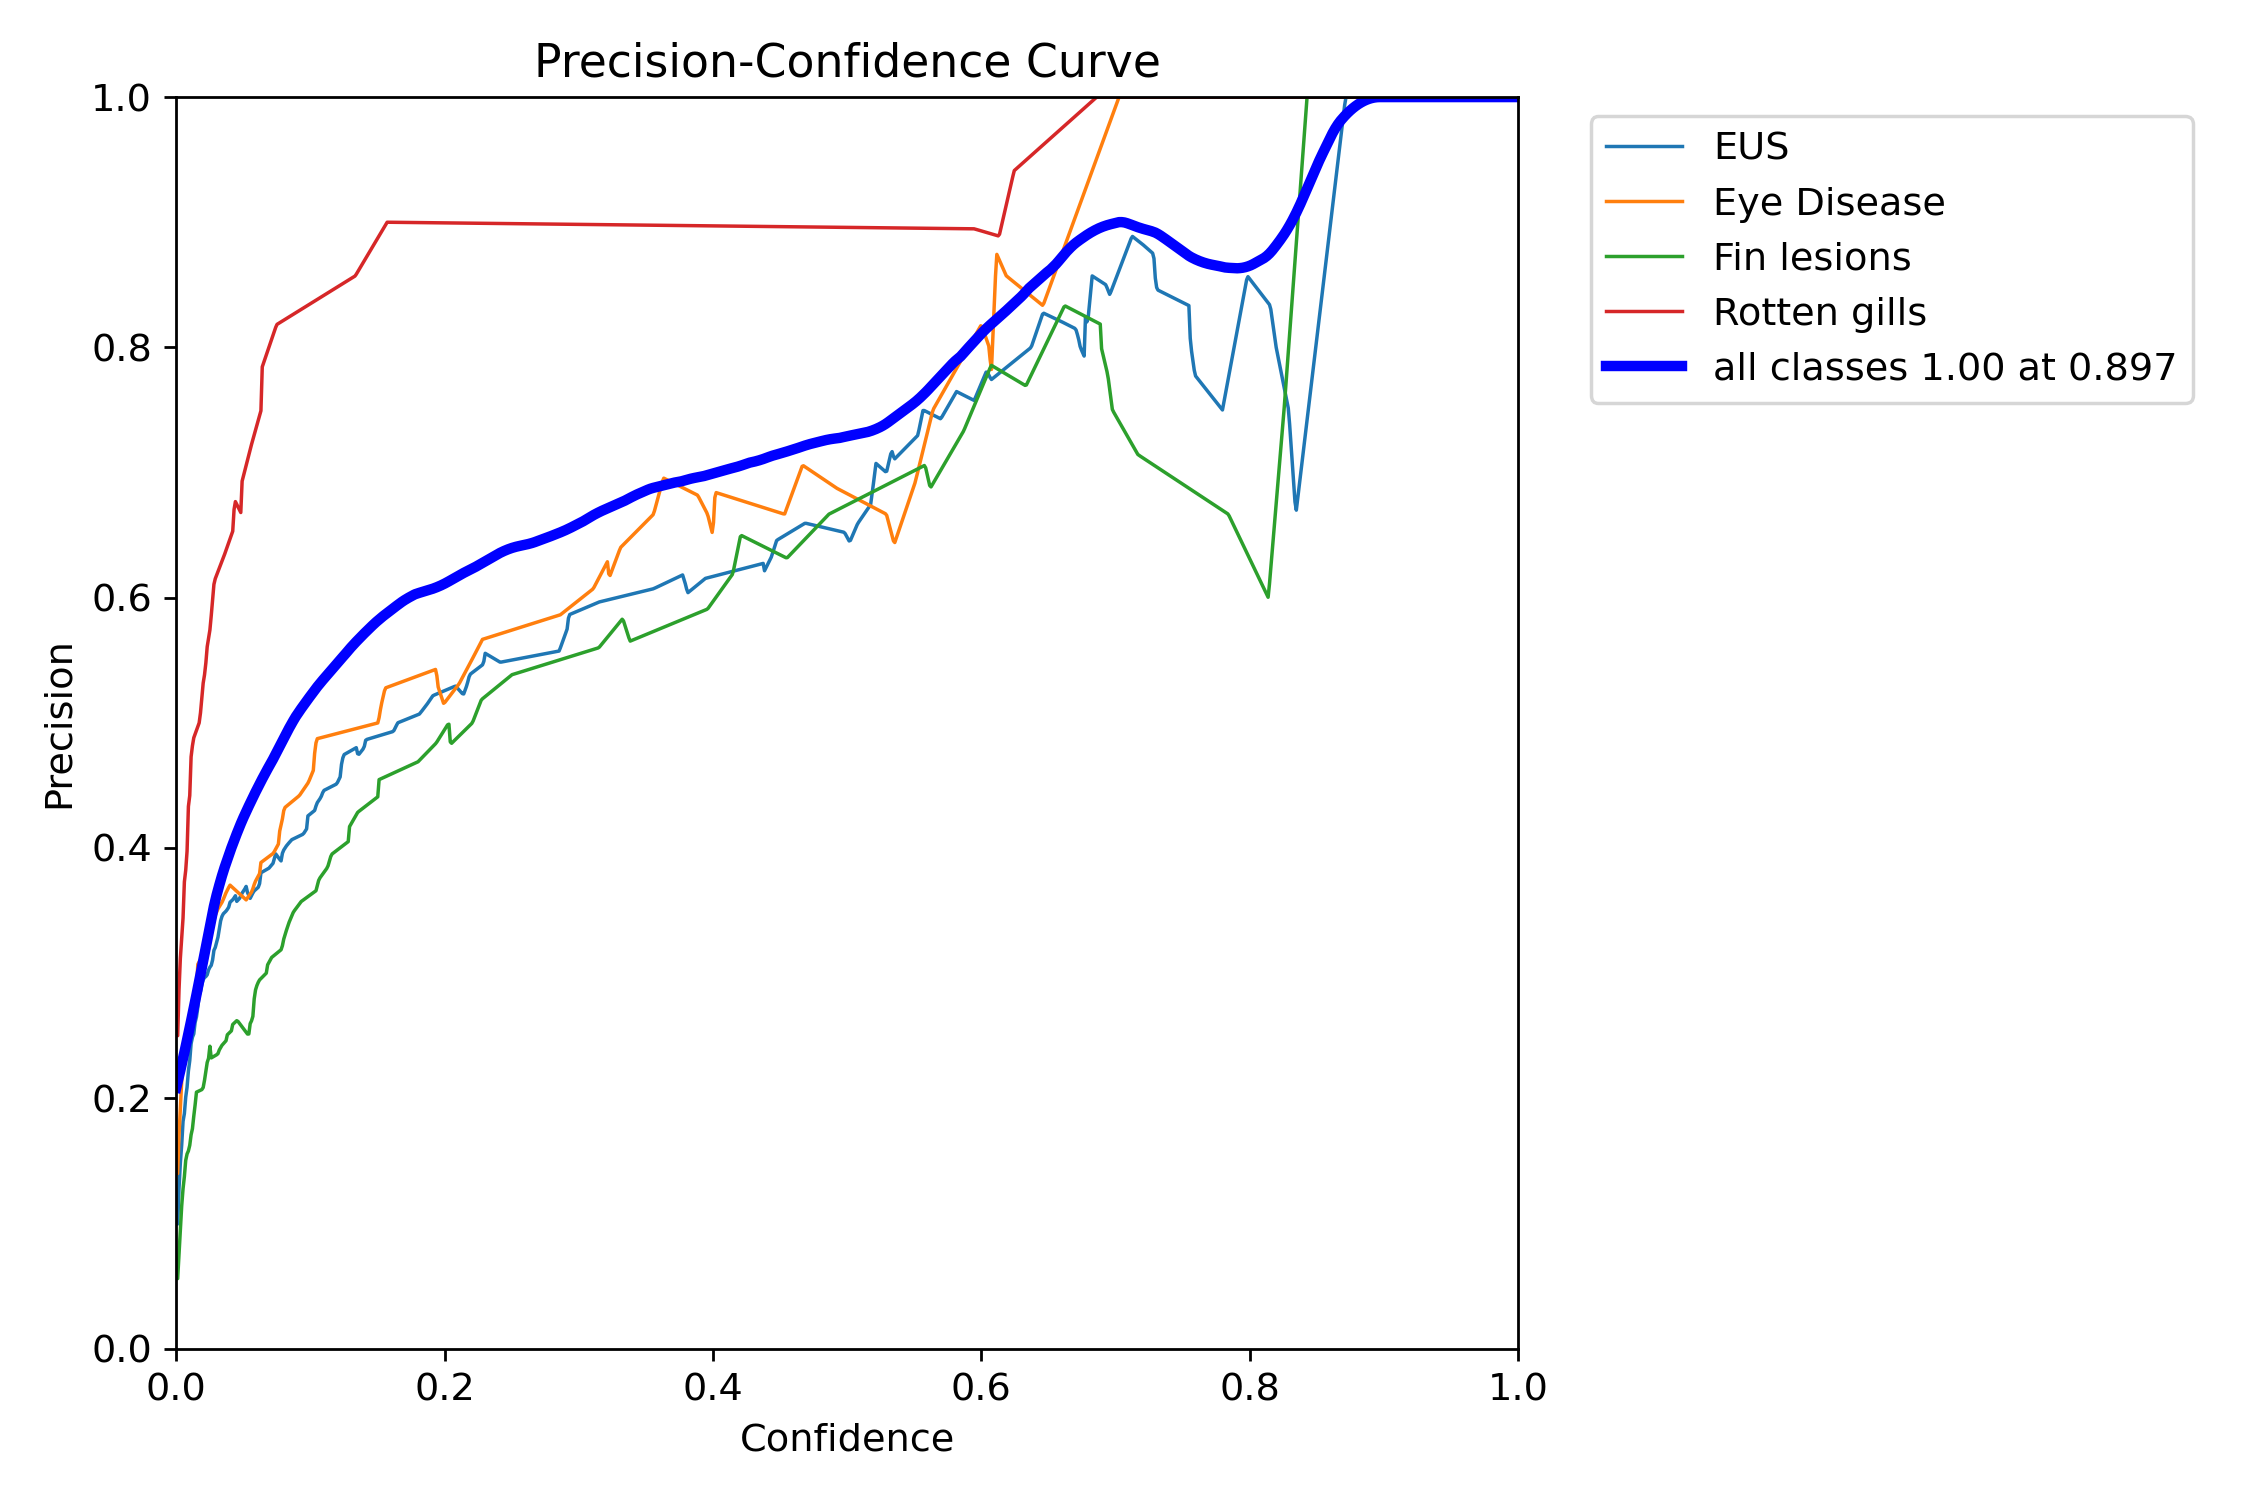 Precision-Confidence Curve
1.0
0.8
0.6
0.4
0.2
0.0
Precision
0.0 0.2 0.4 0.6 0.8 1.0
Confidence
EUS
Eye Disease
Fin lesions
Rotten gills
all classes 1.00 at 0.897